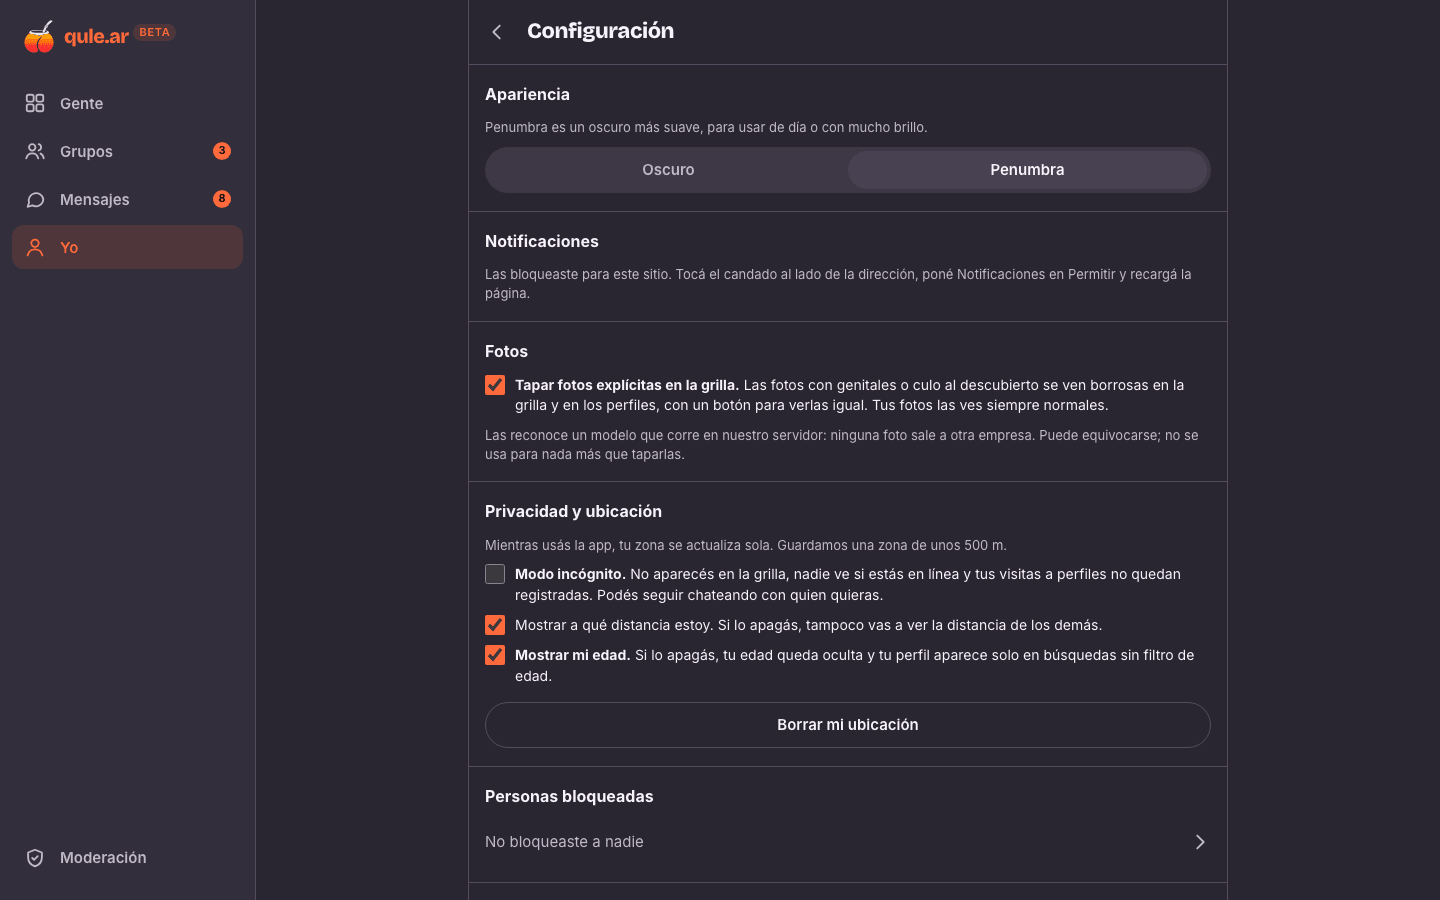 qule.ar BETA
Gente
Grupos 3
Mensajes 8
Yo
Moderación
Configuración
Apariencia
Penumbra es un oscuro más suave, para usar de día o con mucho brillo.
Oscuro Penumbra
Notificaciones
Las bloqueaste para este sitio. Tocá el candado al lado de la dirección, poné Notificaciones en Permitir y recargá la
página.
Fotos
Tapar fotos explícitas en la grilla. Las fotos con genitales o culo al descubierto se ven borrosas en la
grilla y en los perfiles, con un botón para verlas igual. Tus fotos las ves siempre normales.
Las reconoce un modelo que corre en nuestro servidor: ninguna foto sale a otra empresa. Puede equivocarse; no se
usa para nada más que taparlas.
Privacidad y ubicación
Mientras usás la app, tu zona se actualiza sola. Guardamos una zona de unos 500 m.
Modo incógnito. No aparecés en la grilla, nadie ve si estás en línea y tus visitas a perfiles no quedan
registradas. Podés seguir chateando con quien quieras.
Mostrar a qué distancia estoy. Si lo apagás, tampoco vas a ver la distancia de los demás.
Mostrar mi edad. Si lo apagás, tu edad queda oculta y tu perfil aparece solo en búsquedas sin filtro de
edad.
Borrar mi ubicación
Personas bloqueadas
No bloqueaste a nadie